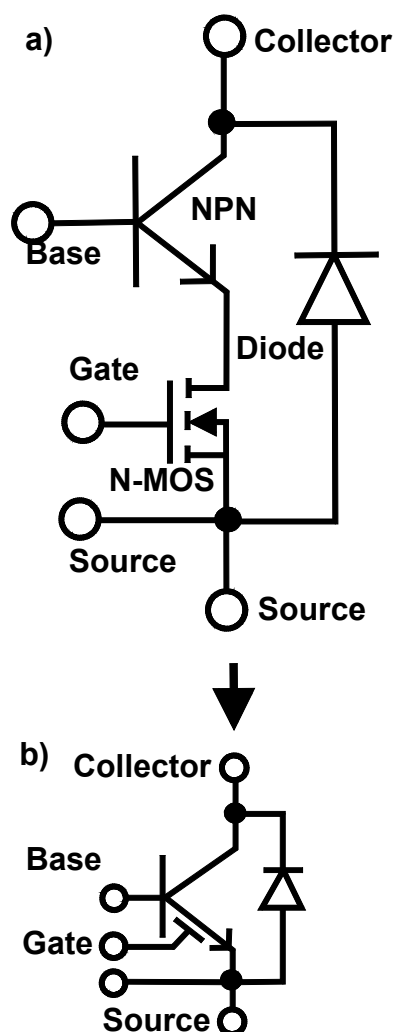 a)
Collector
NPN
Base
Diode
Gate
N-MOS
Source
Source
b)
Collector
Base
Gate
Source